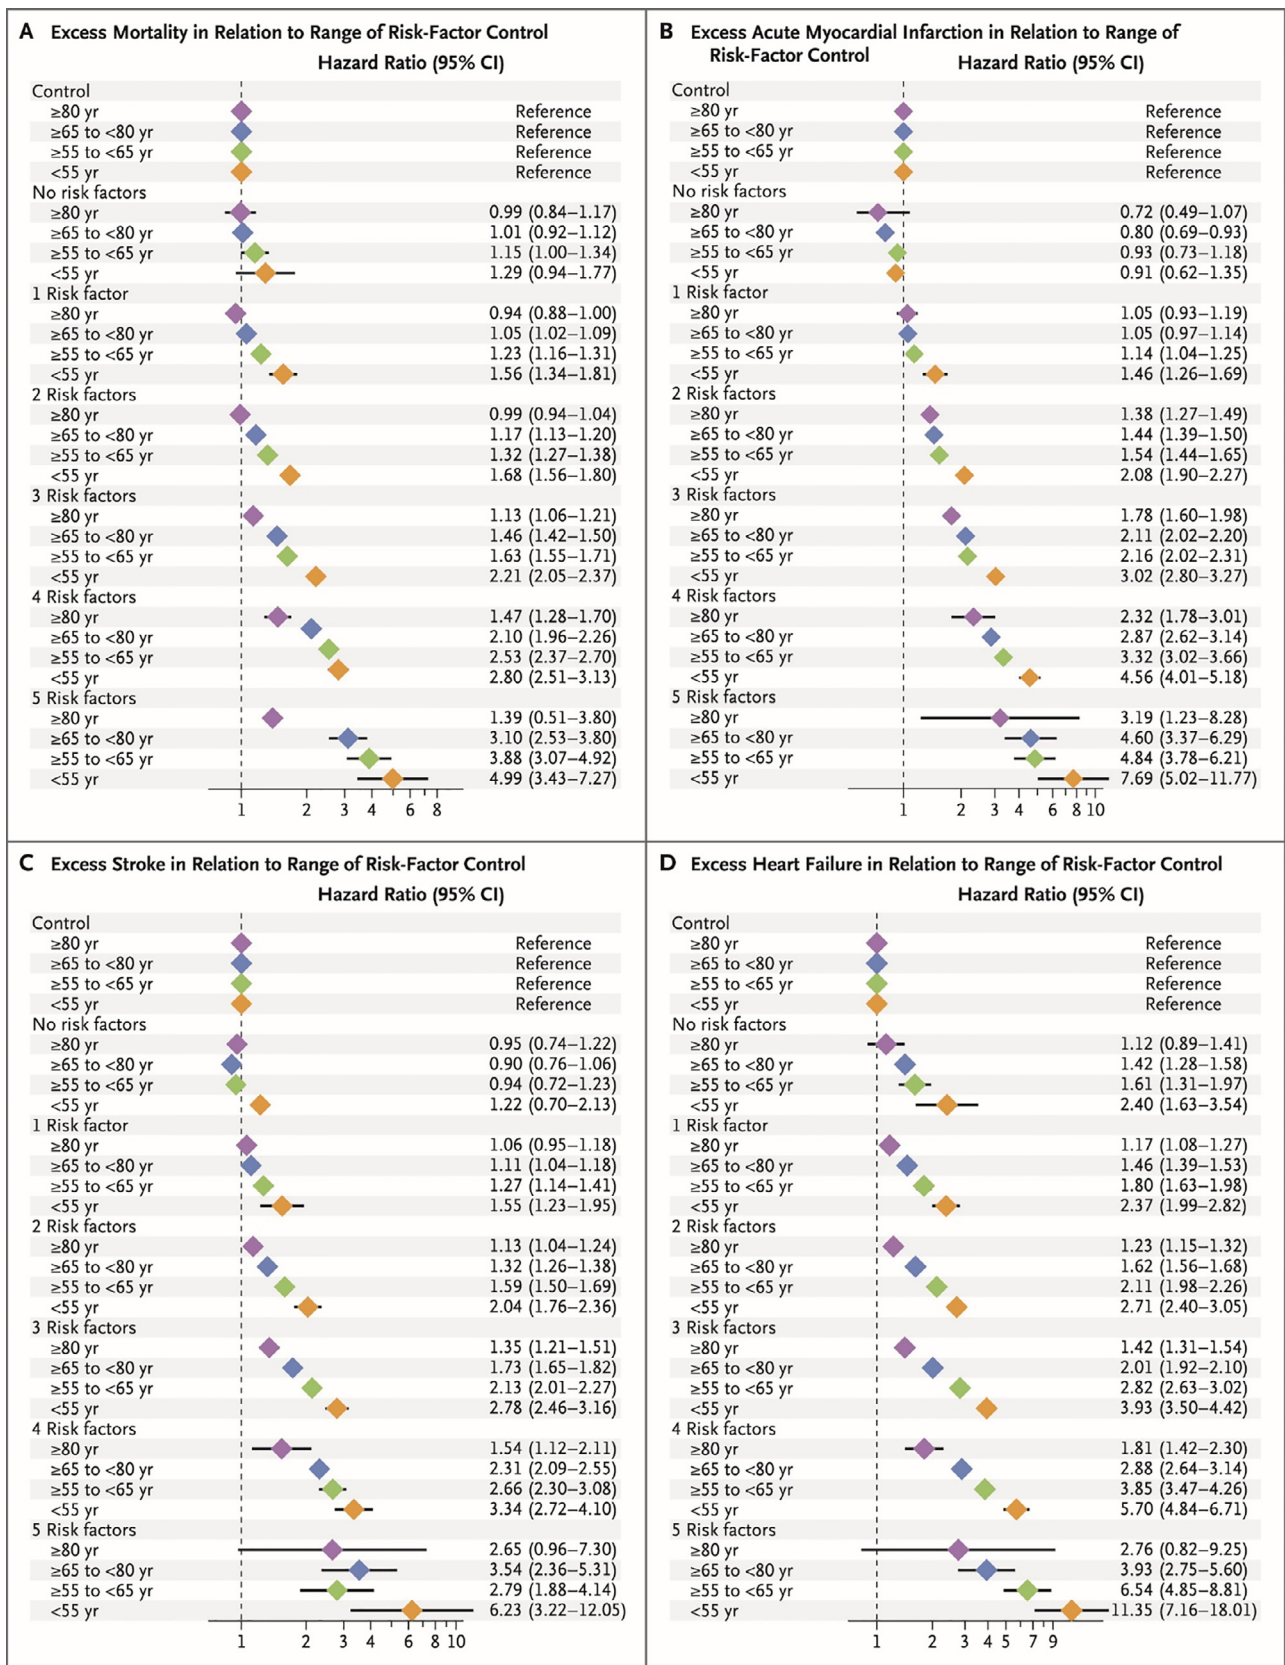 A Excess Mortality in Relation to Range of Risk-Factor Control
Hazard Ratio (95% CI)
Control
≥80 yr Reference
≥65 to <80 yr Reference
≥55 to <65 yr Reference
<55 yr Reference
No risk factors
≥80 yr 0.99 (0.84–1.17)
≥65 to <80 yr 1.01 (0.92–1.12)
≥55 to <65 yr 1.15 (1.00–1.34)
<55 yr 1.29 (0.94–1.77)
1 Risk factor
≥80 yr 0.94 (0.88–1.00)
≥65 to <80 yr 1.05 (1.02–1.09)
≥55 to <65 yr 1.23 (1.16–1.31)
<55 yr 1.56 (1.34–1.81)
2 Risk factors
≥80 yr 0.99 (0.94–1.04)
≥65 to <80 yr 1.17 (1.13–1.20)
≥55 to <65 yr 1.32 (1.27–1.38)
<55 yr 1.68 (1.56–1.80)
3 Risk factors
≥80 yr 1.13 (1.06–1.21)
≥65 to <80 yr 1.46 (1.42–1.50)
≥55 to <65 yr 1.63 (1.55–1.71)
<55 yr 2.21 (2.05–2.37)
4 Risk factors
≥80 yr 1.47 (1.28–1.70)
≥65 to <80 yr 2.10 (1.96–2.26)
≥55 to <65 yr 2.53 (2.37–2.70)
<55 yr 2.80 (2.51–3.13)
5 Risk factors
≥80 yr 1.39 (0.51–3.80)
≥65 to <80 yr 3.10 (2.53–3.80)
≥55 to <65 yr 3.88 (3.07–4.92)
<55 yr 4.99 (3.43–7.27)
1 2 3 4 6 8
B Excess Acute Myocardial Infarction in Relation to Range of
Risk-Factor Control
Hazard Ratio (95% CI)
Control
≥80 yr Reference
≥65 to <80 yr Reference
≥55 to <65 yr Reference
<55 yr Reference
No risk factors
≥80 yr 0.72 (0.49–1.07)
≥65 to <80 yr 0.80 (0.69–0.93)
≥55 to <65 yr 0.93 (0.73–1.18)
<55 yr 0.91 (0.62–1.35)
1 Risk factor
≥80 yr 1.05 (0.93–1.19)
≥65 to <80 yr 1.05 (0.97–1.14)
≥55 to <65 yr 1.14 (1.04–1.25)
<55 yr 1.46 (1.26–1.69)
2 Risk factors
≥80 yr 1.38 (1.27–1.49)
≥65 to <80 yr 1.44 (1.39–1.50)
≥55 to <65 yr 1.54 (1.44–1.65)
<55 yr 2.08 (1.90–2.27)
3 Risk factors
≥80 yr 1.78 (1.60–1.98)
≥65 to <80 yr 2.11 (2.02–2.20)
≥55 to <65 yr 2.16 (2.02–2.31)
<55 yr 3.02 (2.80–3.27)
4 Risk factors
≥80 yr 2.32 (1.78–3.01)
≥65 to <80 yr 2.87 (2.62–3.14)
≥55 to <65 yr 3.32 (3.02–3.66)
<55 yr 4.56 (4.01–5.18)
5 Risk factors
≥80 yr 3.19 (1.23–8.28)
≥65 to <80 yr 4.60 (3.37–6.29)
≥55 to <65 yr 4.84 (3.78–6.21)
<55 yr 7.69 (5.02–11.77)
1 2 3 4 6 8 10
C Excess Stroke in Relation to Range of Risk-Factor Control
Hazard Ratio (95% CI)
Control
≥80 yr Reference
≥65 to <80 yr Reference
≥55 to <65 yr Reference
<55 yr Reference
No risk factors
≥80 yr 0.95 (0.74–1.22)
≥65 to <80 yr 0.90 (0.76–1.06)
≥55 to <65 yr 0.94 (0.72–1.23)
<55 yr 1.22 (0.70–2.13)
1 Risk factor
≥80 yr 1.06 (0.95–1.18)
≥65 to <80 yr 1.11 (1.04–1.18)
≥55 to <65 yr 1.27 (1.14–1.41)
<55 yr 1.55 (1.23–1.95)
2 Risk factors
≥80 yr 1.13 (1.04–1.24)
≥65 to <80 yr 1.32 (1.26–1.38)
≥55 to <65 yr 1.59 (1.50–1.69)
<55 yr 2.04 (1.76–2.36)
3 Risk factors
≥80 yr 1.35 (1.21–1.51)
≥65 to <80 yr 1.73 (1.65–1.82)
≥55 to <65 yr 2.13 (2.01–2.27)
<55 yr 2.78 (2.46–3.16)
4 Risk factors
≥80 yr 1.54 (1.12–2.11)
≥65 to <80 yr 2.31 (2.09–2.55)
≥55 to <65 yr 2.66 (2.30–3.08)
<55 yr 3.34 (2.72–4.10)
5 Risk factors
≥80 yr 2.65 (0.96–7.30)
≥65 to <80 yr 3.54 (2.36–5.31)
≥55 to <65 yr 2.79 (1.88–4.14)
<55 yr 6.23 (3.22–12.05)
1 2 3 4 6 8 10
D Excess Heart Failure in Relation to Range of Risk-Factor Control
Hazard Ratio (95% CI)
Control
≥80 yr Reference
≥65 to <80 yr Reference
≥55 to <65 yr Reference
<55 yr Reference
No risk factors
≥80 yr 1.12 (0.89–1.41)
≥65 to <80 yr 1.42 (1.28–1.58)
≥55 to <65 yr 1.61 (1.31–1.97)
<55 yr 2.40 (1.63–3.54)
1 Risk factor
≥80 yr 1.17 (1.08–1.27)
≥65 to <80 yr 1.46 (1.39–1.53)
≥55 to <65 yr 1.80 (1.63–1.98)
<55 yr 2.37 (1.99–2.82)
2 Risk factors
≥80 yr 1.23 (1.15–1.32)
≥65 to <80 yr 1.62 (1.56–1.68)
≥55 to <65 yr 2.11 (1.98–2.26)
<55 yr 2.71 (2.40–3.05)
3 Risk factors
≥80 yr 1.42 (1.31–1.54)
≥65 to <80 yr 2.01 (1.92–2.10)
≥55 to <65 yr 2.82 (2.63–3.02)
<55 yr 3.93 (3.50–4.42)
4 Risk factors
≥80 yr 1.81 (1.42–2.30)
≥65 to <80 yr 2.88 (2.64–3.14)
≥55 to <65 yr 3.85 (3.47–4.26)
<55 yr 5.70 (4.84–6.71)
5 Risk factors
≥80 yr 2.76 (0.82–9.25)
≥65 to <80 yr 3.93 (2.75–5.60)
≥55 to <65 yr 6.54 (4.85–8.81)
<55 yr 11.35 (7.16–18.01)
1 2 3 4 5 7 9